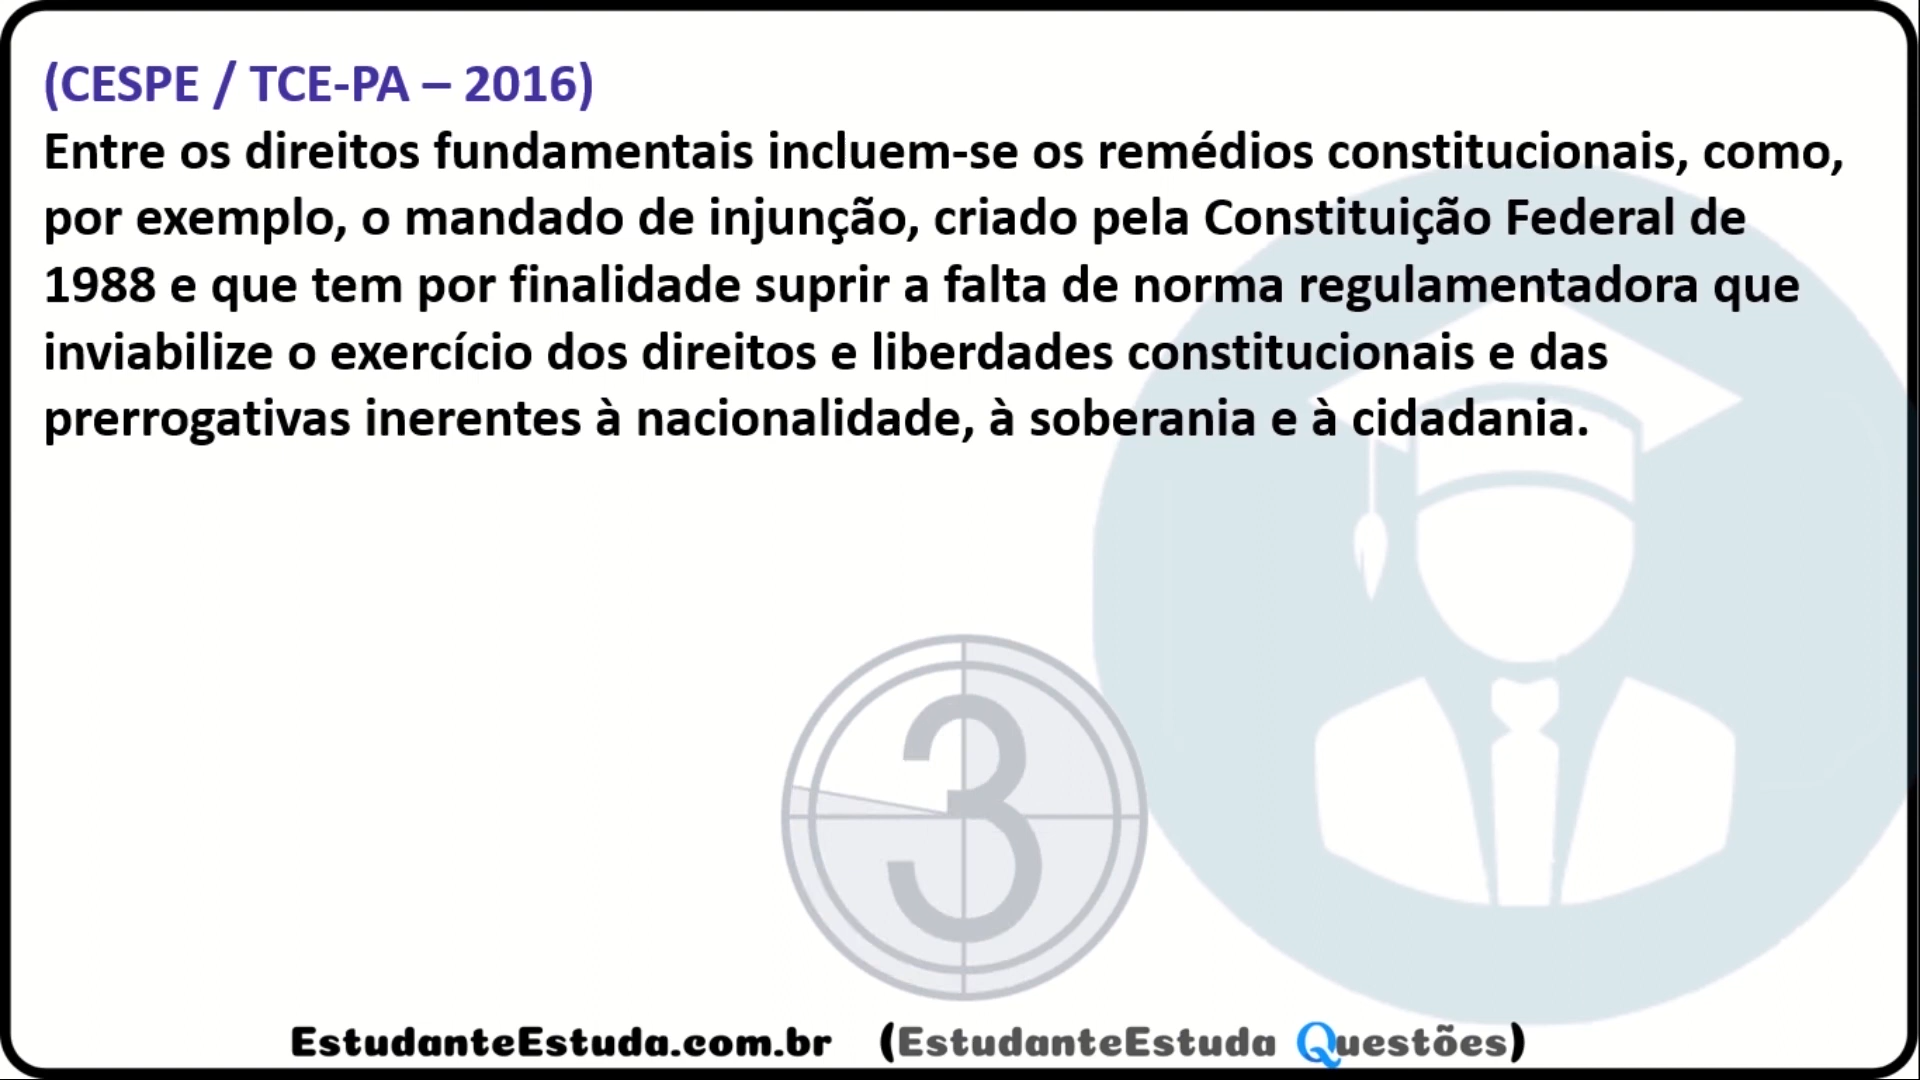 (CESPE / TCE-PA – 2016)
Entre os direitos fundamentais incluem-se os remédios constitucionais, como,
por exemplo, o mandado de injunção, criado pela Constituição Federal de
1988 e que tem por finalidade suprir a falta de norma regulamentadora que
inviabilize o exercício dos direitos e liberdades constitucionais e das
prerrogativas inerentes à nacionalidade, à soberania e à cidadania.
3
EstudanteEstuda.com.br (EstudanteEstuda Questões)